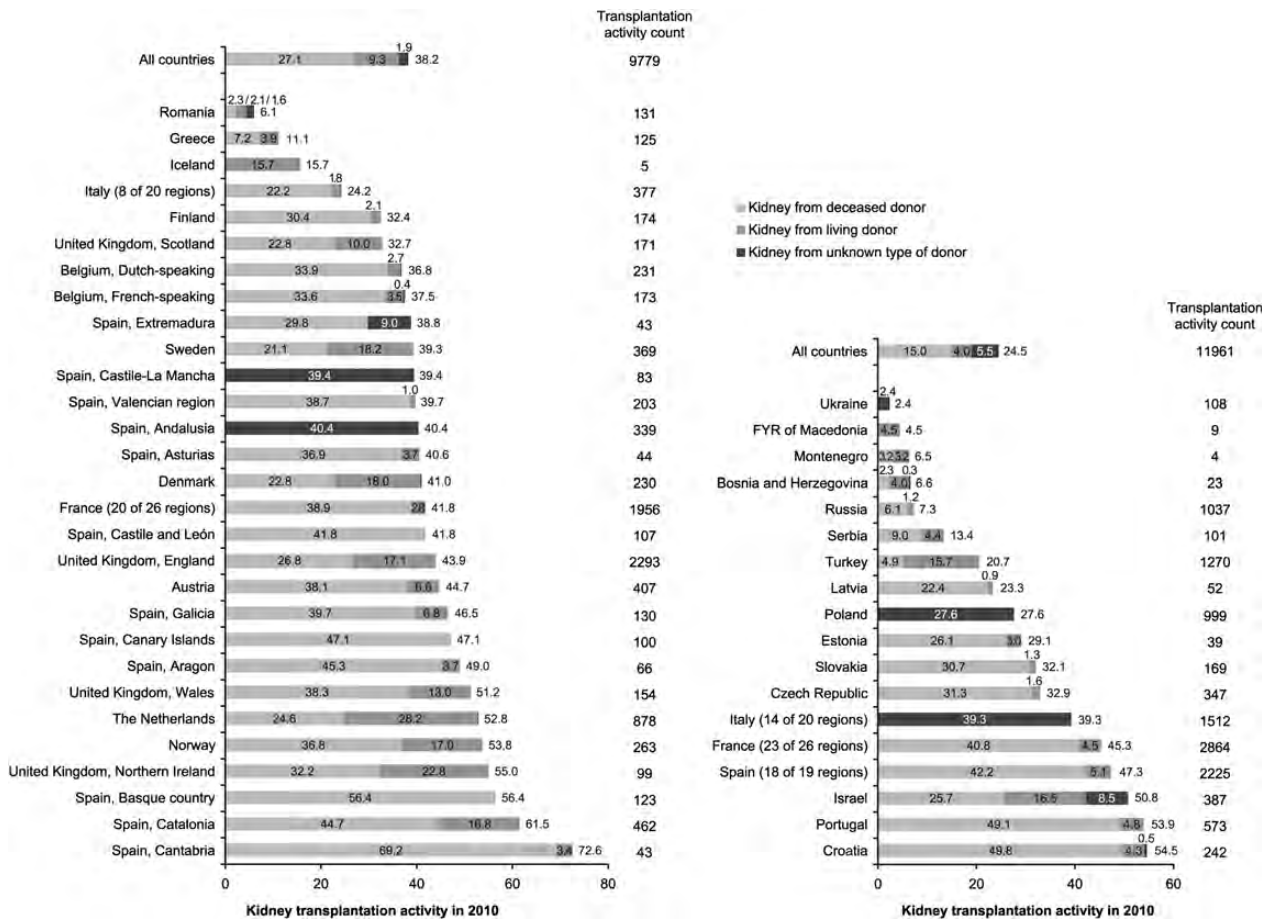 Transplantation
activity count
All countries 27.1 9.3 1.9 38.2 9779
Romania 2.3 / 2.1 / 1.6 6.1 131
Greece 7.2 3.9 11.1 125
Iceland 15.7 15.7 5
Italy (8 of 20 regions) 22.2 1.8 24.2 377
Finland 30.4 2.1 32.4 174
United Kingdom, Scotland 22.8 10.0 32.7 171
Belgium, Dutch-speaking 33.9 2.7 36.8 231
Belgium, French-speaking 33.6 3.5 0.4 37.5 173
Spain, Extremadura 29.8 9.0 38.8 43
Sweden 21.1 18.2 39.3 369
Spain, Castile-La Mancha 39.4 39.4 83
Spain, Valencian region 38.7 1.0 39.7 203
Spain, Andalusia 40.4 40.4 339
Spain, Asturias 36.9 3.7 40.6 44
Denmark 22.8 18.0 41.0 230
France (20 of 26 regions) 38.9 41.8 1956
Spain, Castile and León 41.8 41.8 107
United Kingdom, England 26.8 17.1 43.9 2293
Austria 38.1 6.6 44.7 407
Spain, Galicia 39.7 6.8 46.5 130
Spain, Canary Islands 47.1 47.1 100
Spain, Aragon 45.3 3.7 49.0 66
United Kingdom, Wales 38.3 13.0 51.2 154
The Netherlands 24.6 28.2 52.8 878
Norway 36.8 17.0 53.8 263
United Kingdom, Northern Ireland 32.2 22.8 55.0 99
Spain, Basque country 56.4 56.4 123
Spain, Catalonia 44.7 16.8 61.5 462
Spain, Cantabria 69.2 3.4 72.6 43
0 20 40 60 80
Kidney transplantation activity in 2010
Kidney from deceased donor
Kidney from living donor
Kidney from unknown type of donor
Transplantation
activity count
All countries 15.0 4.0 5.5 24.5 11961
Ukraine 2.4 2.4 108
FYR of Macedonia 4.5 4.5 9
Montenegro 3.2 3.2 6.5 4
Bosnia and Herzegovina 2.3 4.0 0.3 6.6 23
Russia 6.1 1.2 7.3 1037
Serbia 9.0 4.4 13.4 101
Turkey 4.9 15.7 20.7 1270
Latvia 22.4 0.9 23.3 52
Poland 27.6 27.6 999
Estonia 26.1 3.0 29.1 39
Slovakia 30.7 1.3 32.1 169
Czech Republic 31.3 1.6 32.9 347
Italy (14 of 20 regions) 39.3 39.3 1512
France (23 of 26 regions) 40.8 4.5 45.3 2864
Spain (18 of 19 regions) 42.2 5.1 47.3 2225
Israel 25.7 16.5 8.5 50.8 387
Portugal 49.1 4.8 53.9 573
Croatia 49.8 4.3 0.5 54.5 242
0 20 40 60
Kidney transplantation activity in 2010